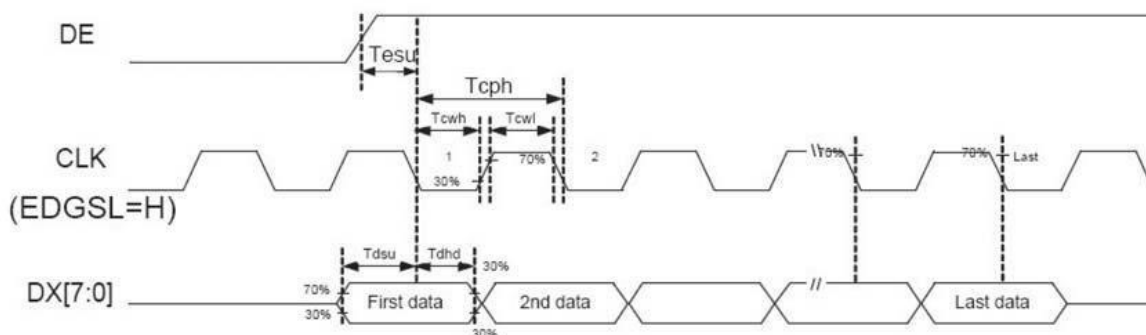 DE
Tesu
Tcph
Tcwh Tcwl
CLK 1 70% 2 \\ 70% 70% Last
30%
(EDGSL=H)
Tdsu Tdhd 30%
70%
DX[7:0] First data 2nd data // Last data
30%
30%